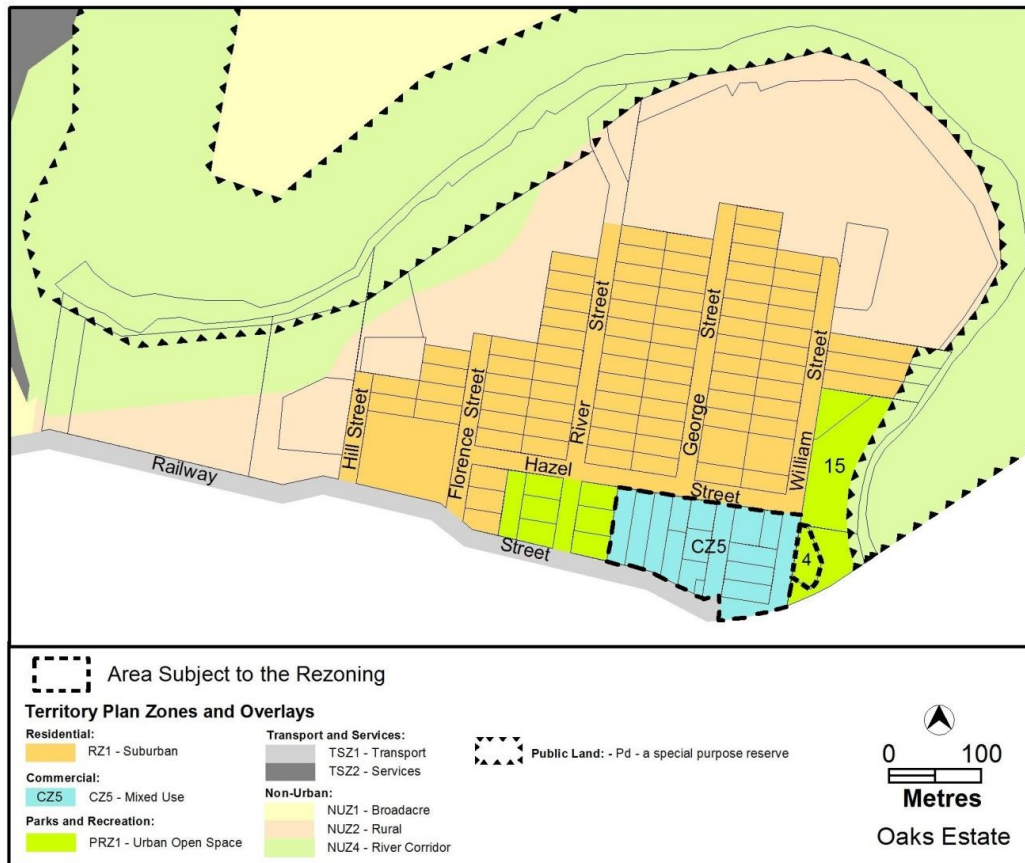 Street
Street
Street
15
William
River
George
Hill Street
Florence Street
Hazel
Street
Railway
Street
CZ5
4
Area Subject to the Rezoning
Territory Plan Zones and Overlays
Residential:
RZ1 - Suburban
Commercial:
CZ5 CZ5 - Mixed Use
Parks and Recreation:
PRZ1 - Urban Open Space
Transport and Services:
TSZ1 - Transport
TSZ2 - Services
Non-Urban:
NUZ1 - Broadacre
NUZ2 - Rural
NUZ4 - River Corridor
Public Land: - Pd - a special purpose reserve
0 100
Metres
Oaks Estate